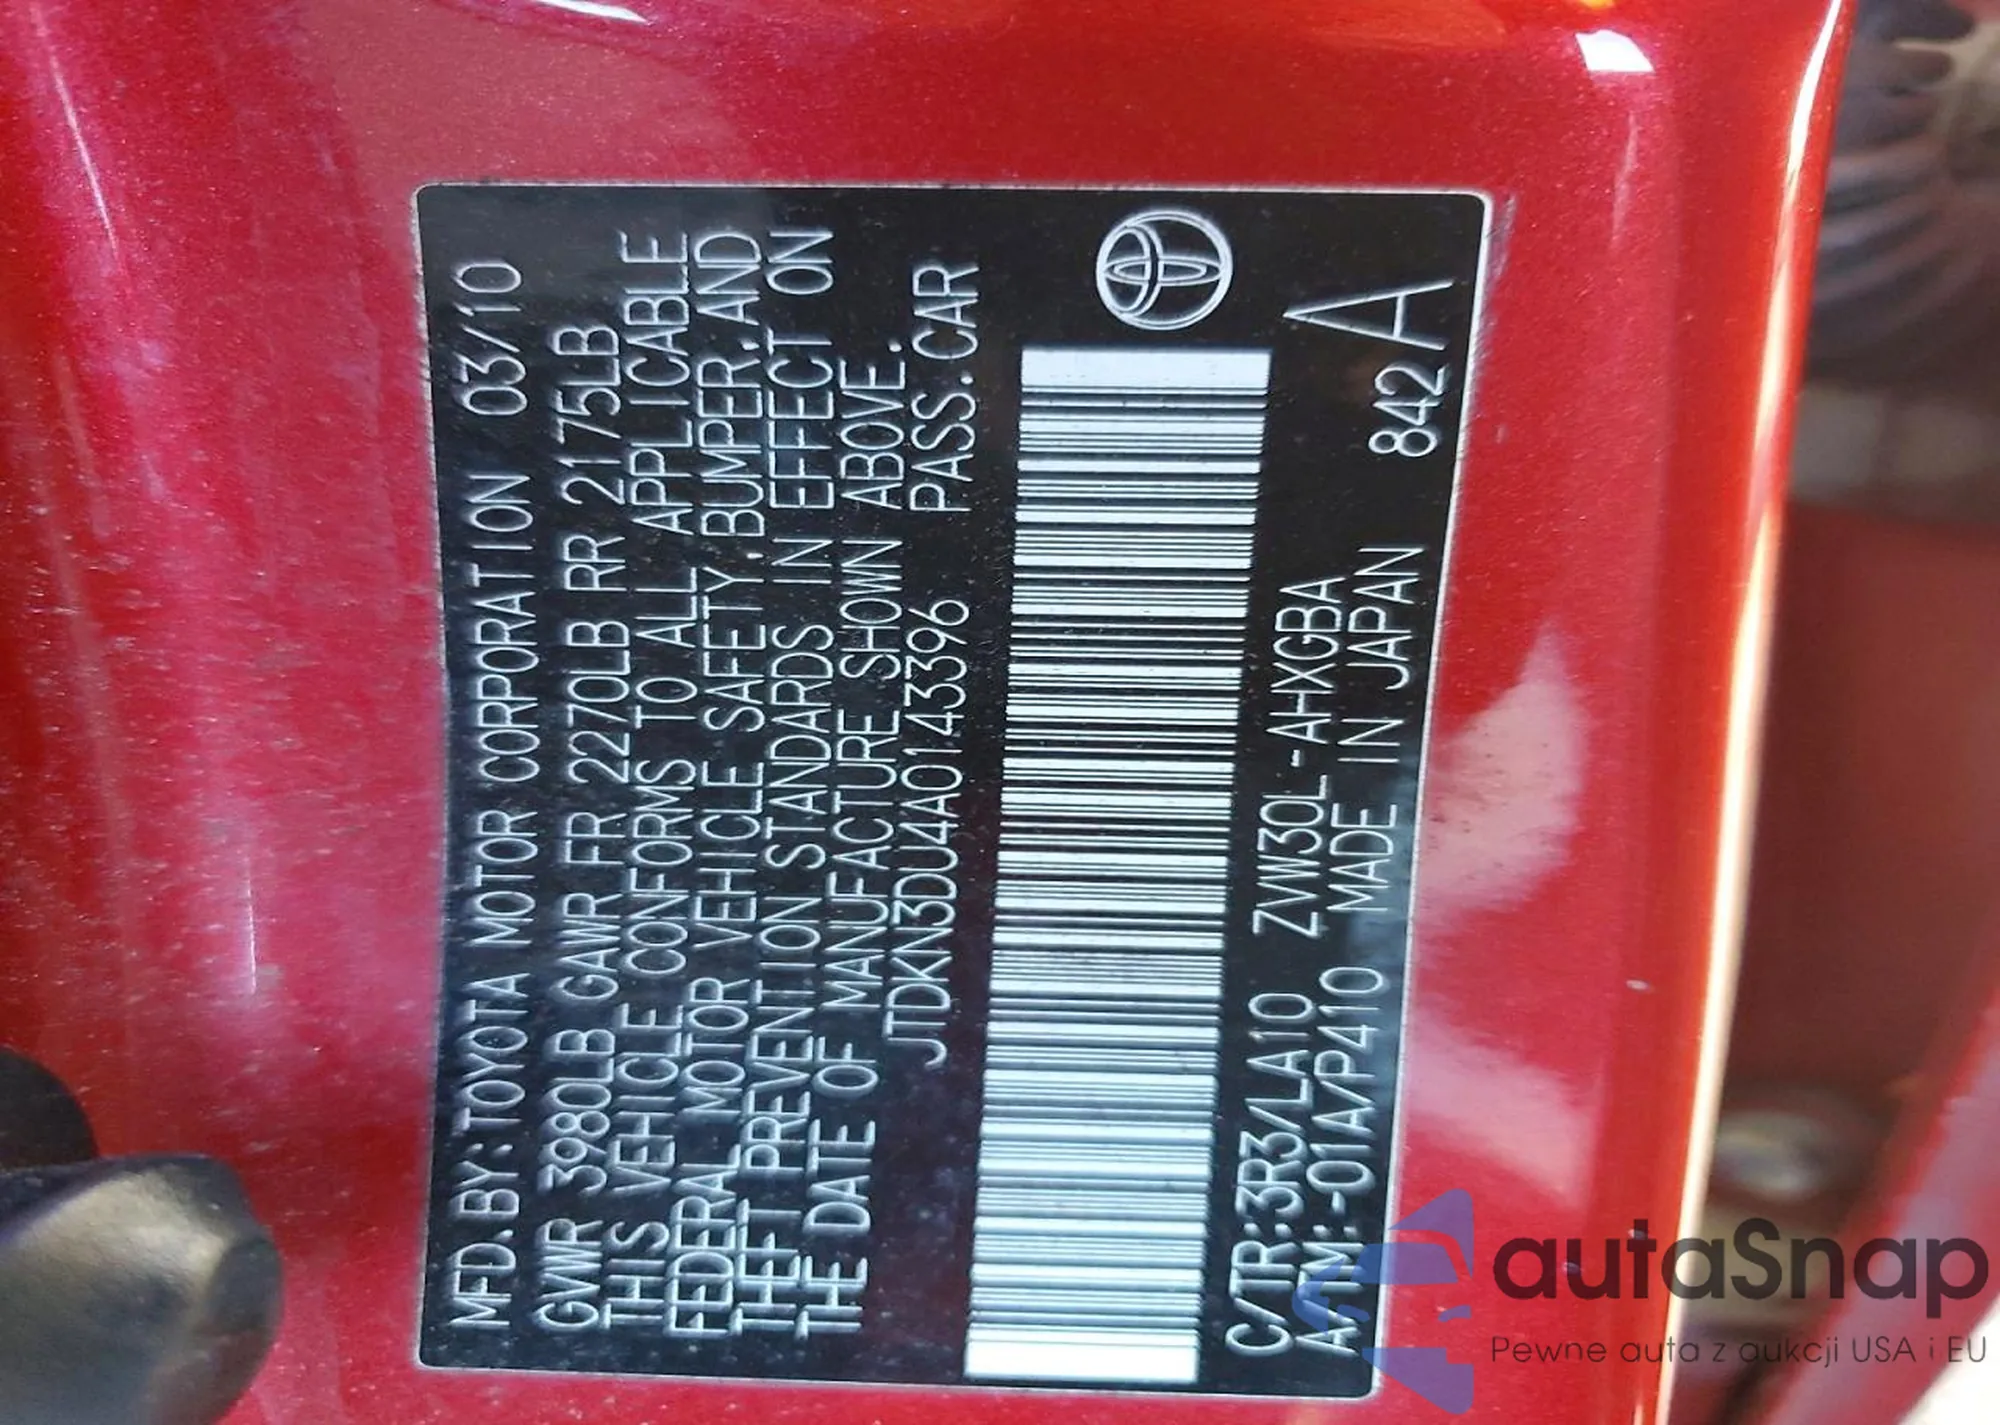 MFD.BY:TOYOTA MOTOR CORPORATION 03/10
GVWR 3980LB GAWR FR 2270LB RR 2175LB
THIS VEHICLE CONFORMS TO ALL APPLICABLE
FEDERAL MOTOR VEHICLE SAFETY.BUMPER.AND
THEFT PREVENTION STANDARDS IN EFFECT ON
THE DATE OF MANUFACTURE SHOWN ABOVE.
JTDKN3DU4A0143396 PASS.CAR
C/TR:3R3/LA10 ZVW30L-AHXGBA
A/TM:-01A/P410 MADE IN JAPAN 842 A
autaSnap
Pewne auta z aukcji USA i EU